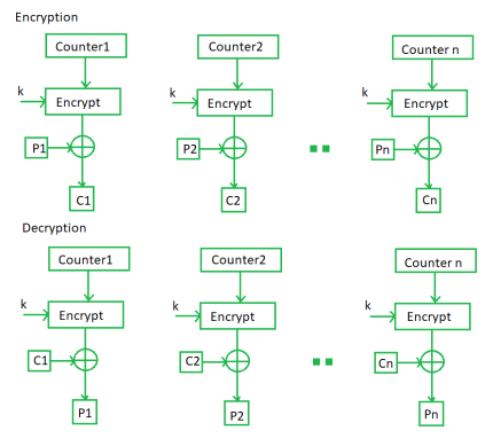 Encryption
Counter1 Counter2 Counter n
k Encrypt k Encrypt k Encrypt
P1 P2 Pn
C1 C2 Cn
Decryption
Counter1 Counter2 Counter n
k Encrypt k Encrypt k Encrypt
C1 C2 Cn
P1 P2 Pn